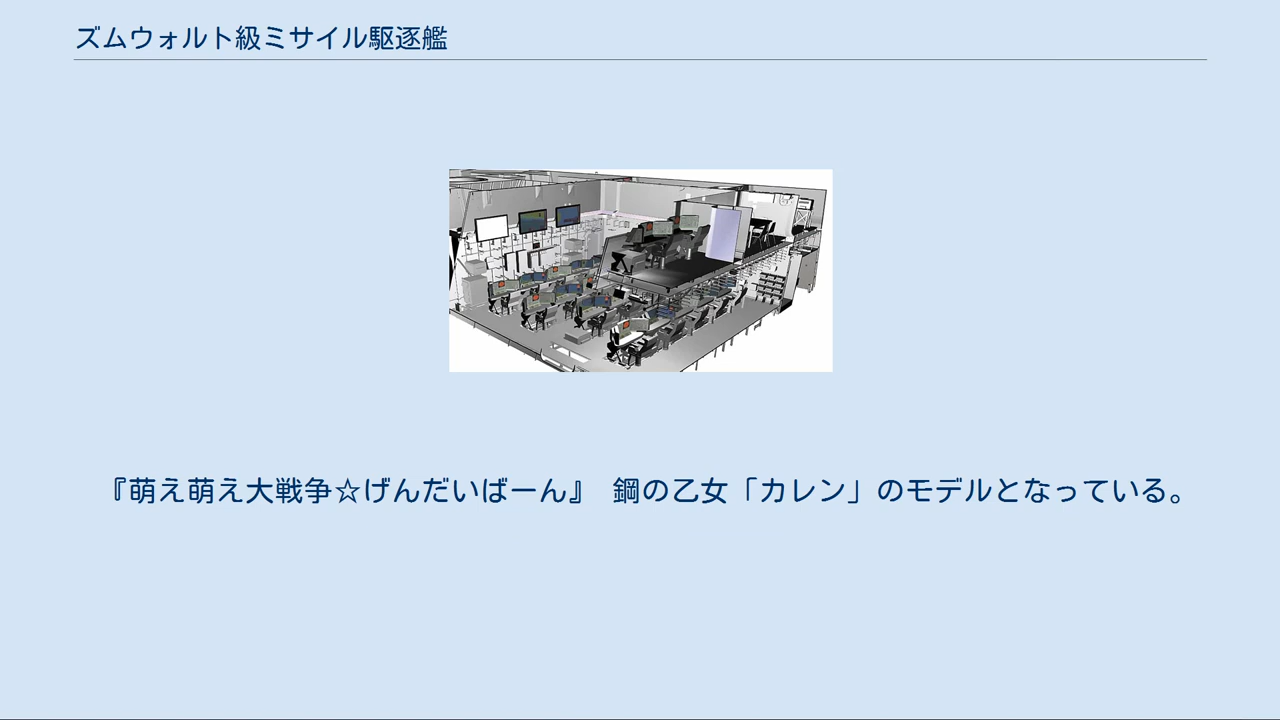 ズムウォルト級ミサイル駆逐艦
『萌え萌え大戦争☆げんだいばーん』 鋼の乙女「カレン」のモデルとなっている。